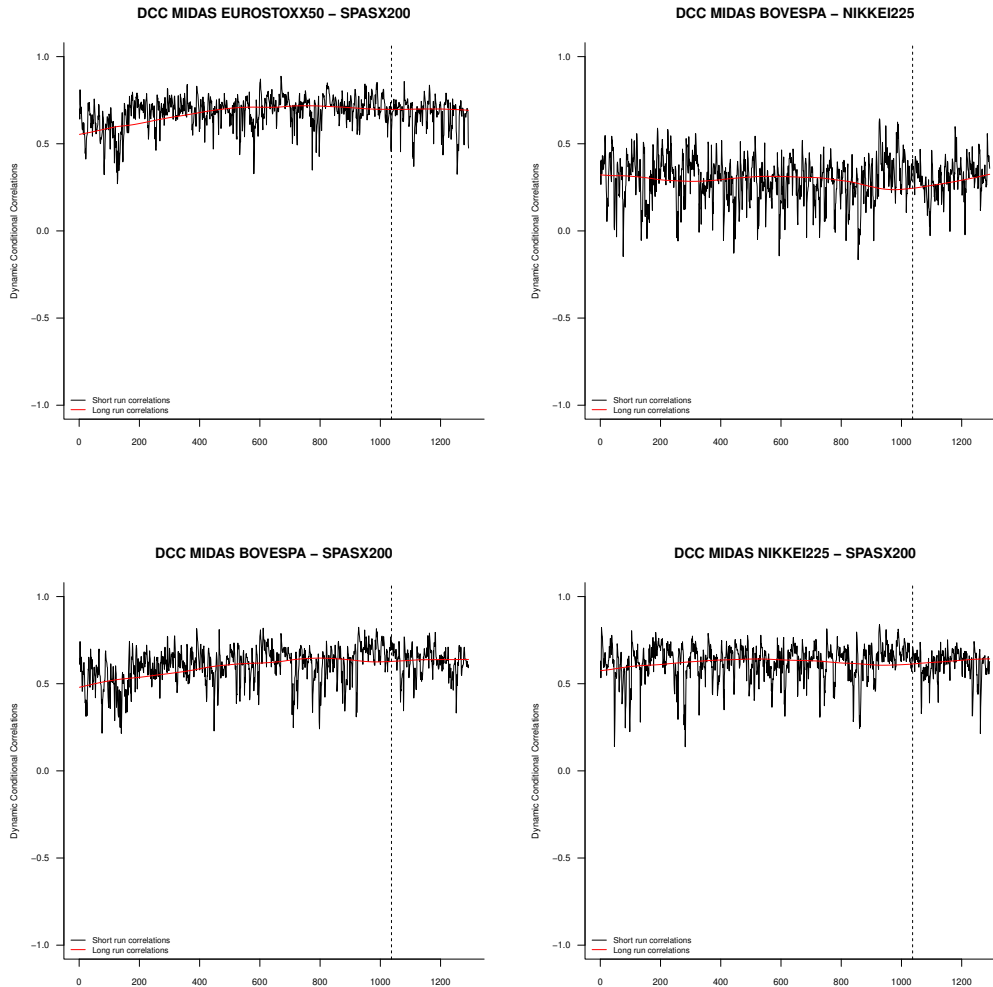 DCC MIDAS EUROSTOXX50 − SPASX200
Dynamic Conditional Correlations
1.0
0.5
0.0
−0.5
−1.0
Short run correlations
Long run correlations
0 200 400 600 800 1000 1200
DCC MIDAS BOVESPA − NIKKEI225
Dynamic Conditional Correlations
1.0
0.5
0.0
−0.5
−1.0
Short run correlations
Long run correlations
0 200 400 600 800 1000 1200
DCC MIDAS BOVESPA − SPASX200
Dynamic Conditional Correlations
1.0
0.5
0.0
−0.5
−1.0
Short run correlations
Long run correlations
0 200 400 600 800 1000 1200
DCC MIDAS NIKKEI225 − SPASX200
Dynamic Conditional Correlations
1.0
0.5
0.0
−0.5
−1.0
Short run correlations
Long run correlations
0 200 400 600 800 1000 1200